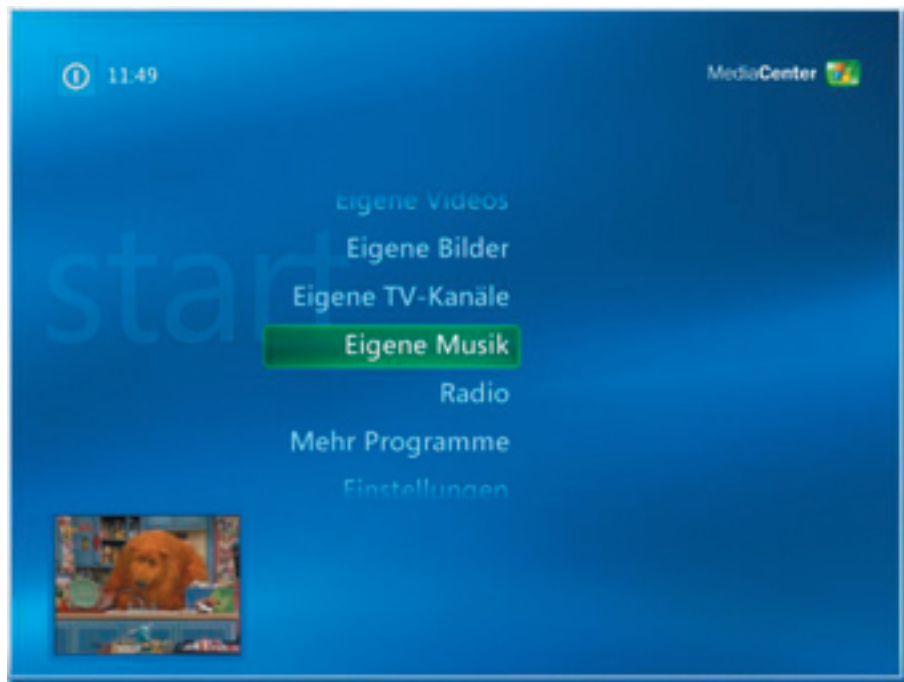 11:49
MediaCenter
start
Eigene Videos
Eigene Bilder
Eigene TV-Kanäle
Eigene Musik
Radio
Mehr Programme
Einstellungen